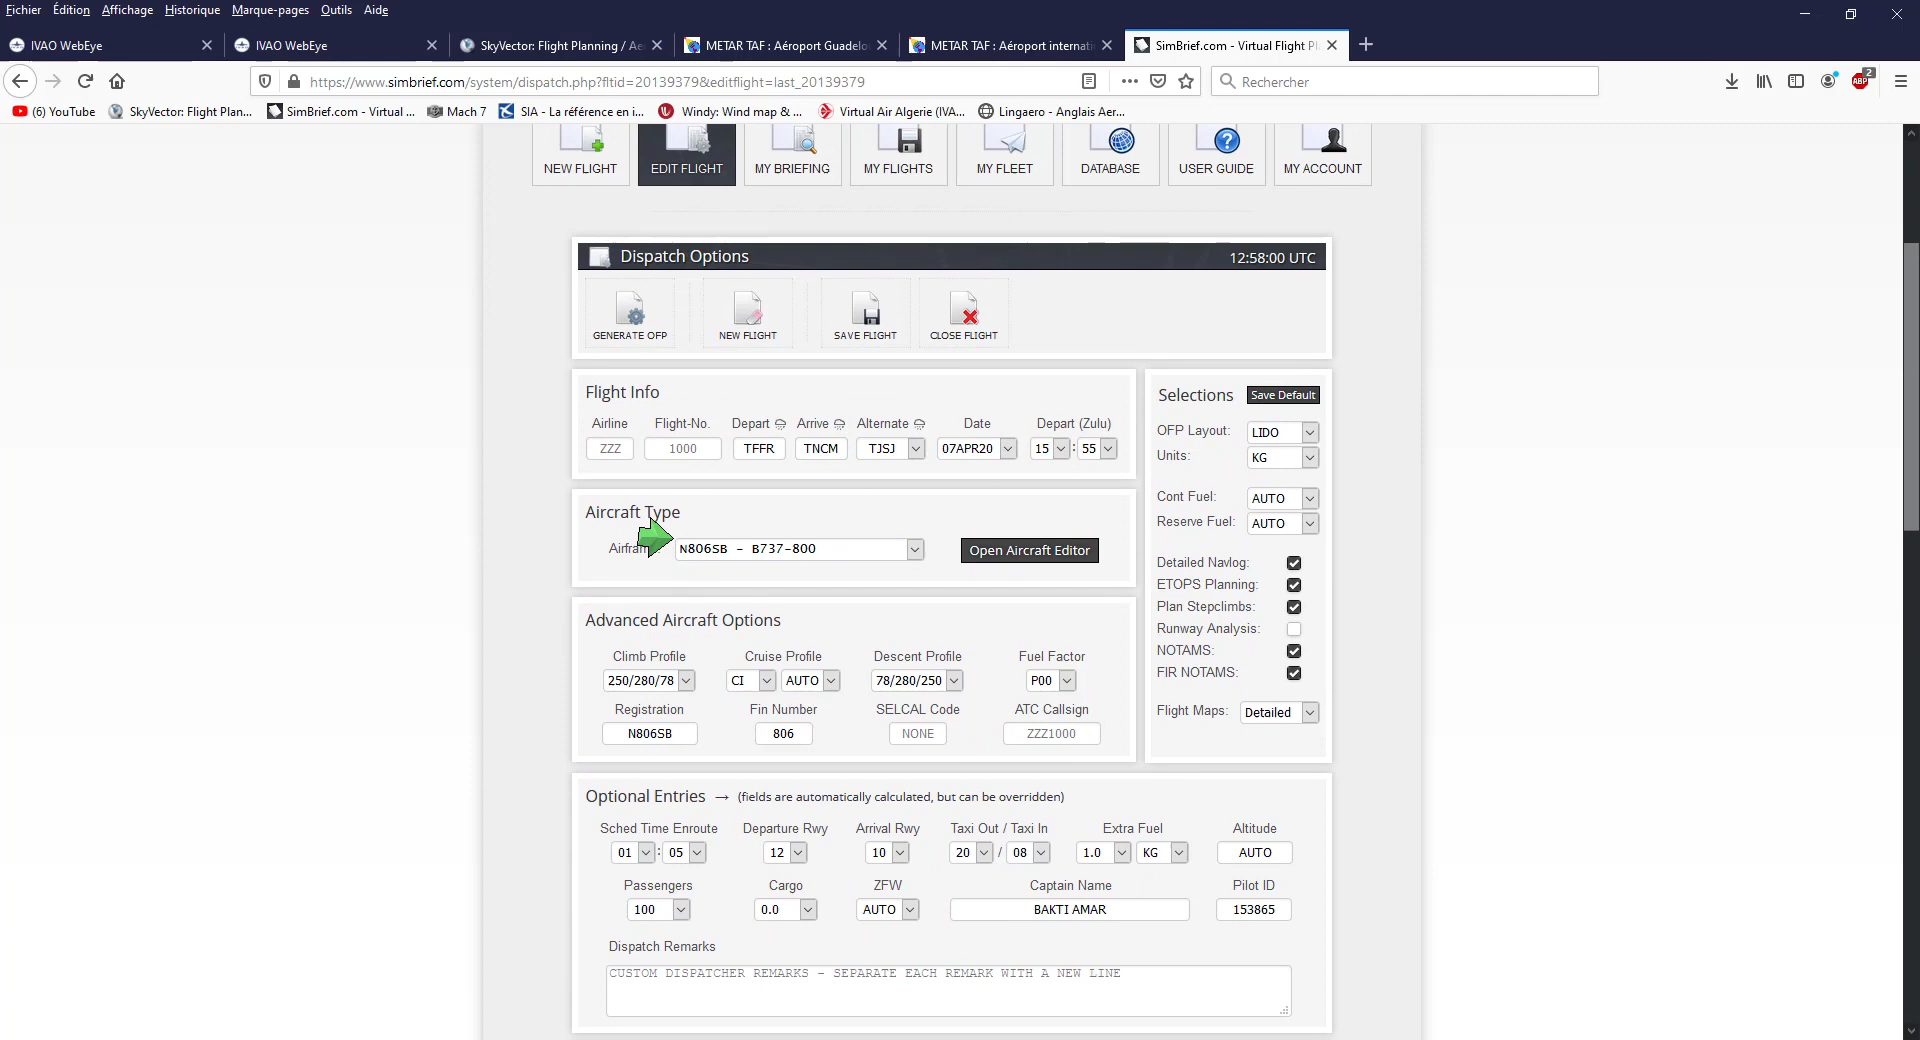 Fichier Édition Affichage Historique Marque-pages Outils Aide
IVAO WebEye
IVAO WebEye
SkyVector: Flight Planning / Ae
METAR TAF : Aéroport Guadelo
METAR TAF : Aéroport internati
SimBrief.com - Virtual Flight Pl
https://www.simbrief.com/system/dispatch.php?fltid=20139379&editflight=last_20139379
Rechercher
ABP 2
(6) YouTube
SkyVector: Flight Plan...
SimBrief.com - Virtual ...
Mach 7
SIA - La référence en i...
Windy: Wind map & ...
Virtual Air Algerie (IVA...
Lingaero - Anglais Aer...
NEW FLIGHT EDIT FLIGHT MY BRIEFING MY FLIGHTS MY FLEET DATABASE USER GUIDE MY ACCOUNT
Dispatch Options 12:58:00 UTC
GENERATE OFP NEW FLIGHT SAVE FLIGHT CLOSE FLIGHT
Flight Info
Airline Flight-No. Depart Arrive Alternate Date Depart (Zulu)
ZZZ 1000 TFFR TNCM TJSJ 07APR20 15 : 55
Selections Save Default
OFP Layout: LIDO
Units: KG
Cont Fuel: AUTO
Reserve Fuel: AUTO
Detailed Navlog:
ETOPS Planning:
Plan Stepclimbs:
Runway Analysis:
NOTAMS:
FIR NOTAMS:
Flight Maps: Detailed
Aircraft Type
N806SB - B737-800 Open Aircraft Editor
Advanced Aircraft Options
Climb Profile Cruise Profile Descent Profile Fuel Factor
250/280/78 CI AUTO 78/280/250 P00
Registration Fin Number SELCAL Code ATC Callsign
N806SB 806 NONE ZZZ1000
Optional Entries → (fields are automatically calculated, but can be overridden)
Sched Time Enroute Departure Rwy Arrival Rwy Taxi Out / Taxi In Extra Fuel Altitude
01 : 05 12 10 20 / 08 1.0 KG AUTO
Passengers Cargo ZFW Captain Name Pilot ID
100 0.0 AUTO BAKTI AMAR 153865
Dispatch Remarks
CUSTOM DISPATCHER REMARKS - SEPARATE EACH REMARK WITH A NEW LINE